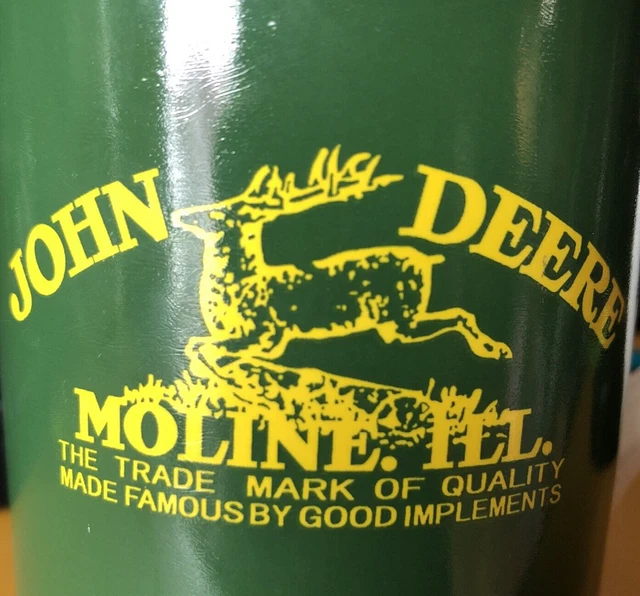 JOHN DEERE
MOLINE. ILL.
THE TRADE MARK OF QUALITY
MADE FAMOUS BY GOOD IMPLEMENTS